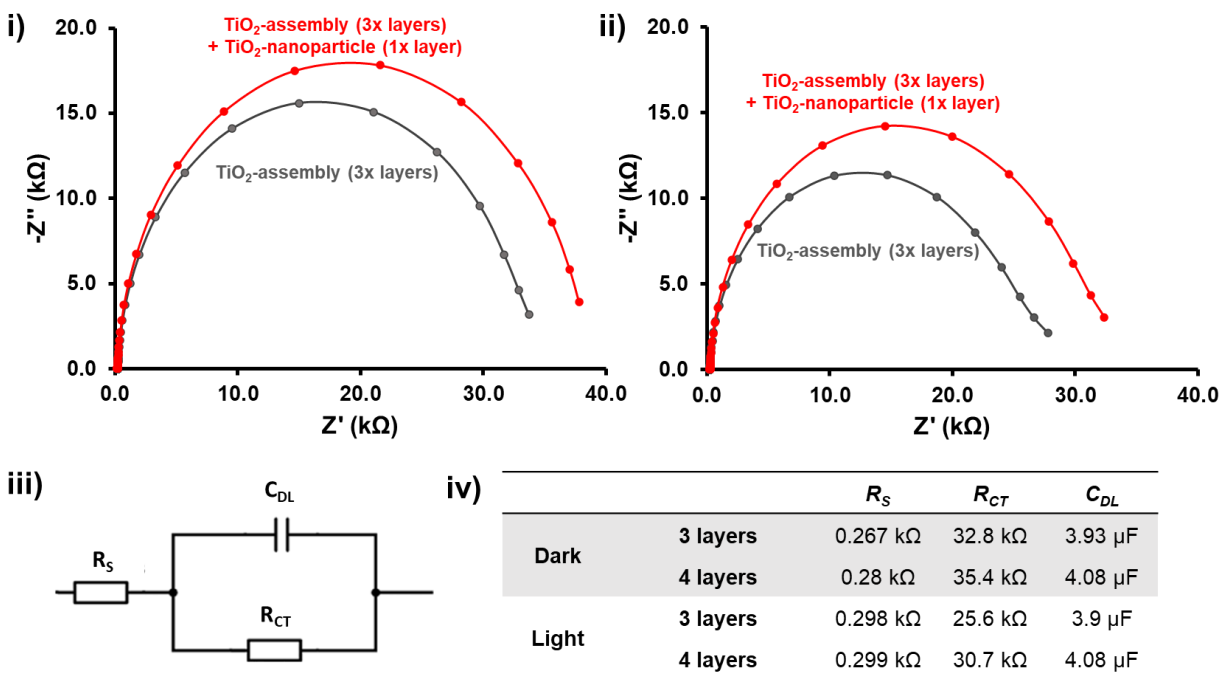 i)
TiO2-assembly (3x layers)
+ TiO2-nanoparticle (1x layer)
TiO2-assembly (3x layers)
20.0
15.0
10.0
5.0
0.0
-Z'' (kΩ)
0.0 10.0 20.0 30.0 40.0
Z' (kΩ)
ii)
TiO2-assembly (3x layers)
+ TiO2-nanoparticle (1x layer)
TiO2-assembly (3x layers)
20.0
15.0
10.0
5.0
0.0
-Z'' (kΩ)
0.0 10.0 20.0 30.0 40.0
Z' (kΩ)
iii)
CDL
RS
RCT
iv)
RS RCT CDL
Dark
3 layers 0.267 kΩ 32.8 kΩ 3.93 µF
4 layers 0.28 kΩ 35.4 kΩ 4.08 µF
Light
3 layers 0.298 kΩ 25.6 kΩ 3.9 µF
4 layers 0.299 kΩ 30.7 kΩ 4.08 µF